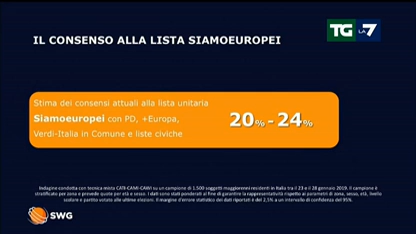 TG LA 7
IL CONSENSO ALLA LISTA SIAMOEUROPEI
Stima dei consensi attuali alla lista unitaria
Siamoeuropei con PD, +Europa,
Verdi-Italia in Comune e liste civiche
20% - 24%
Indagine condotta con tecnica mista CATI-CAMI-CAWI su un campione di 1.500 soggetti maggiorenni residenti in Italia tra il 23 e il 28 gennaio 2019. Il campione è
stratificato per zona e prevede quote per età e sesso. I dati sono stati ponderati al fine di garantire la rappresentatività rispetto ai parametri di zona, sesso, età, livello
scolare e partito votato alle ultime elezioni. Il margine d'errore statistico dei dati riportati è del 2,5% a un intervallo di confidenza del 95%.
SWG